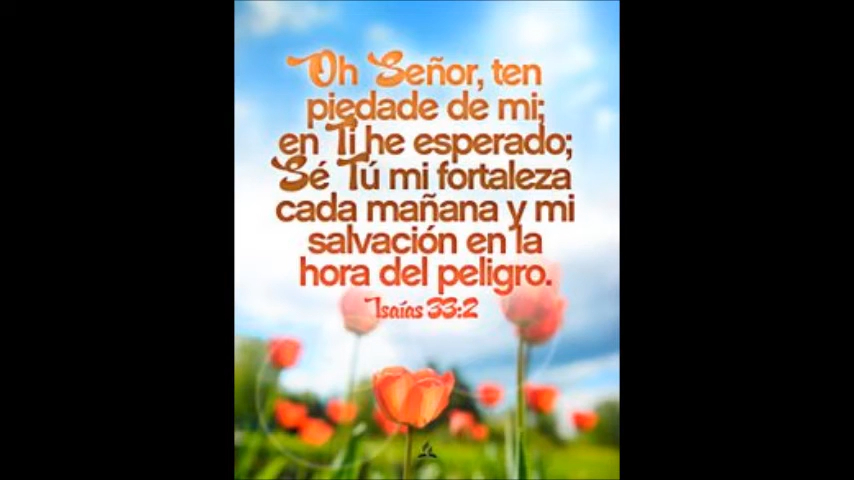 Oh Señor, ten
piedade de mi;
en Ti he esperado;
Sé Tú mi fortaleza
cada mañana y mi
salvación en la
hora del peligro.
Isaías 33:2